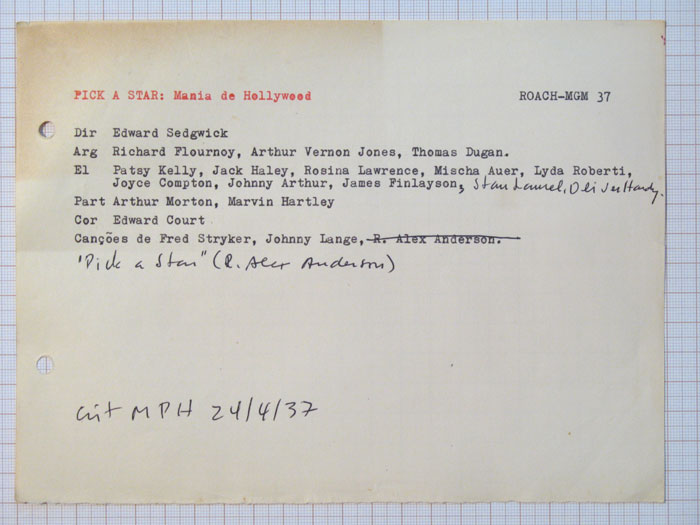 PICK A STAR: Mania de Hollywood ROACH-MGM 37
Dir Edward Sedgwick
Arg Richard Flournoy, Arthur Vernon Jones, Thomas Dugan.
El Patsy Kelly, Jack Haley, Rosina Lawrence, Mischa Auer, Lyda Roberti,
Joyce Compton, Johnny Arthur, James Finlayson, Stan Laurel, Oliver Hardy.
Part Arthur Morton, Marvin Hartley
Cor Edward Court
Canções de Fred Stryker, Johnny Lange, R. Alex Anderson.
"Pick a Star" (R. Alex Anderson)
crit MPH 24/4/37